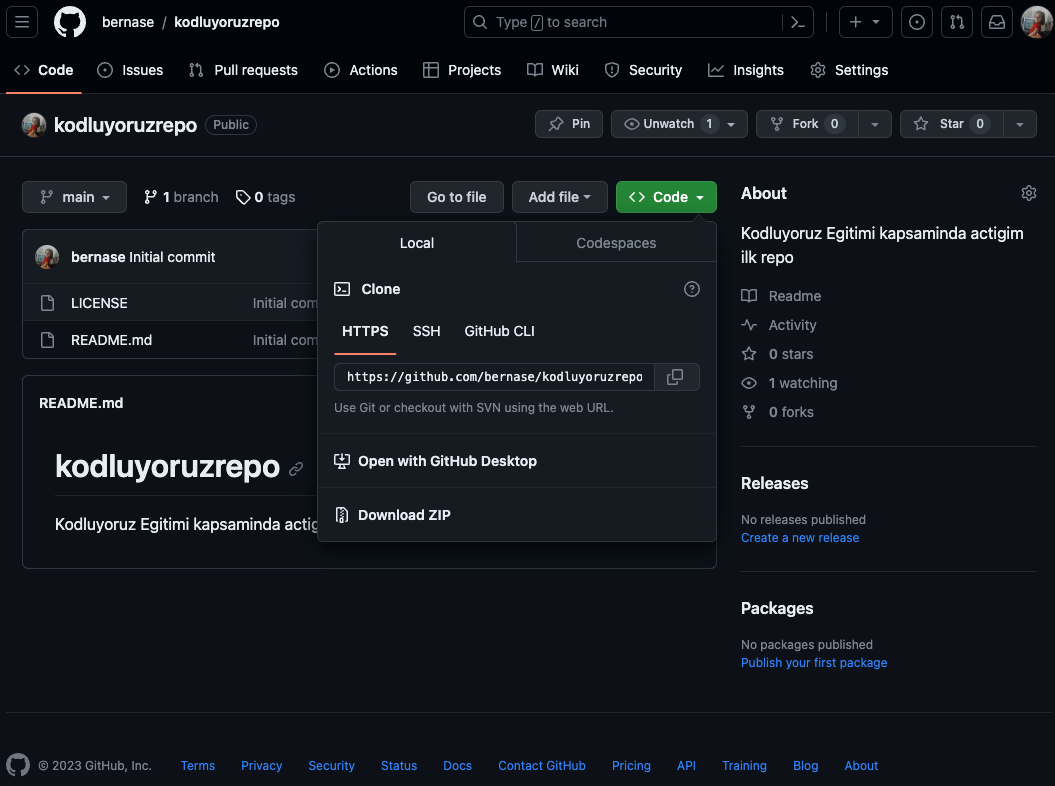 bernase / kodluyoruzrepo
Type / to search
Code Issues Pull requests Actions Projects Wiki Security Insights Settings
kodluyoruzrepo Public
Pin Unwatch 1 Fork 0 Star 0
main 1 branch 0 tags Go to file Add file Code
bernase Initial commit
LICENSE Initial com
README.md Initial com
README.md
kodluyoruzrepo
Kodluyoruz Egitimi kapsaminda actig
Local Codespaces
Clone
HTTPS SSH GitHub CLI
https://github.com/bernase/kodluyoruzrepo
Use Git or checkout with SVN using the web URL.
Open with GitHub Desktop
Download ZIP
About
Kodluyoruz Egitimi kapsaminda actigim
ilk repo
Readme
Activity
0 stars
1 watching
0 forks
Releases
No releases published
Create a new release
Packages
No packages published
Publish your first package
© 2023 GitHub, Inc. Terms Privacy Security Status Docs Contact GitHub Pricing API Training Blog About